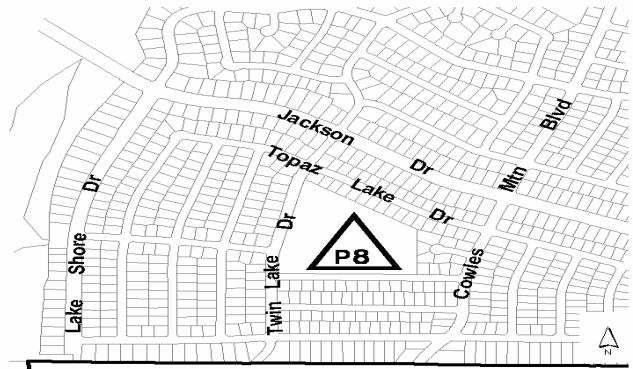 Jackson Dr
Topaz Lake Dr
Cowles Mtn Blvd
Lake Shore Dr
Twin Lake Dr
P8
N